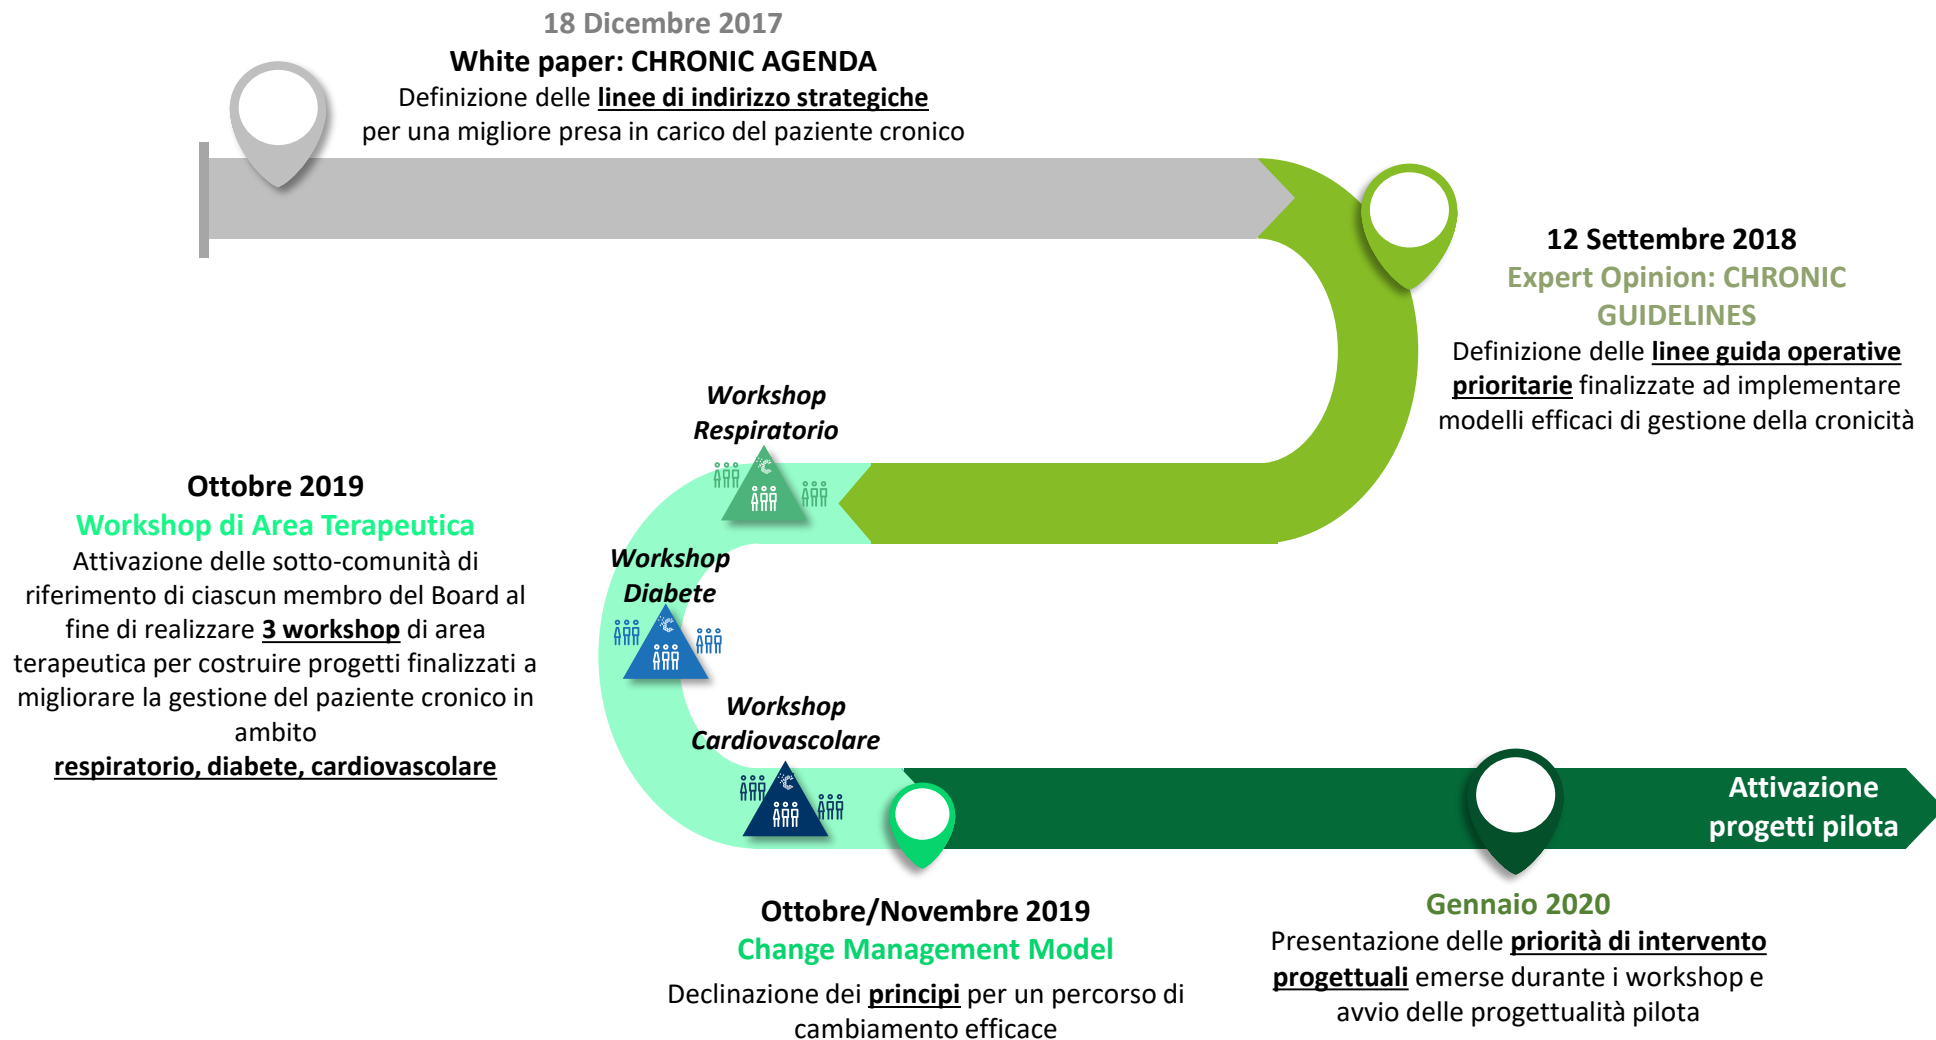 18 Dicembre 2017
White paper: CHRONIC AGENDA
Definizione delle linee di indirizzo strategiche
per una migliore presa in carico del paziente cronico
12 Settembre 2018
Expert Opinion: CHRONIC
GUIDELINES
Definizione delle linee guida operative
prioritarie finalizzate ad implementare
modelli efficaci di gestione della cronicità
Workshop
Respiratorio
Ottobre 2019
Workshop di Area Terapeutica
Attivazione delle sotto-comunità di
riferimento di ciascun membro del Board al
fine di realizzare 3 workshop di area
terapeutica per costruire progetti finalizzati a
migliorare la gestione del paziente cronico in
ambito
respiratorio, diabete, cardiovascolare
Workshop
Diabete
Workshop
Cardiovascolare
Attivazione
progetti pilota
Ottobre/Novembre 2019
Change Management Model
Declinazione dei principi per un percorso di
cambiamento efficace
Gennaio 2020
Presentazione delle priorità di intervento
progettuali emerse durante i workshop e
avvio delle progettualità pilota